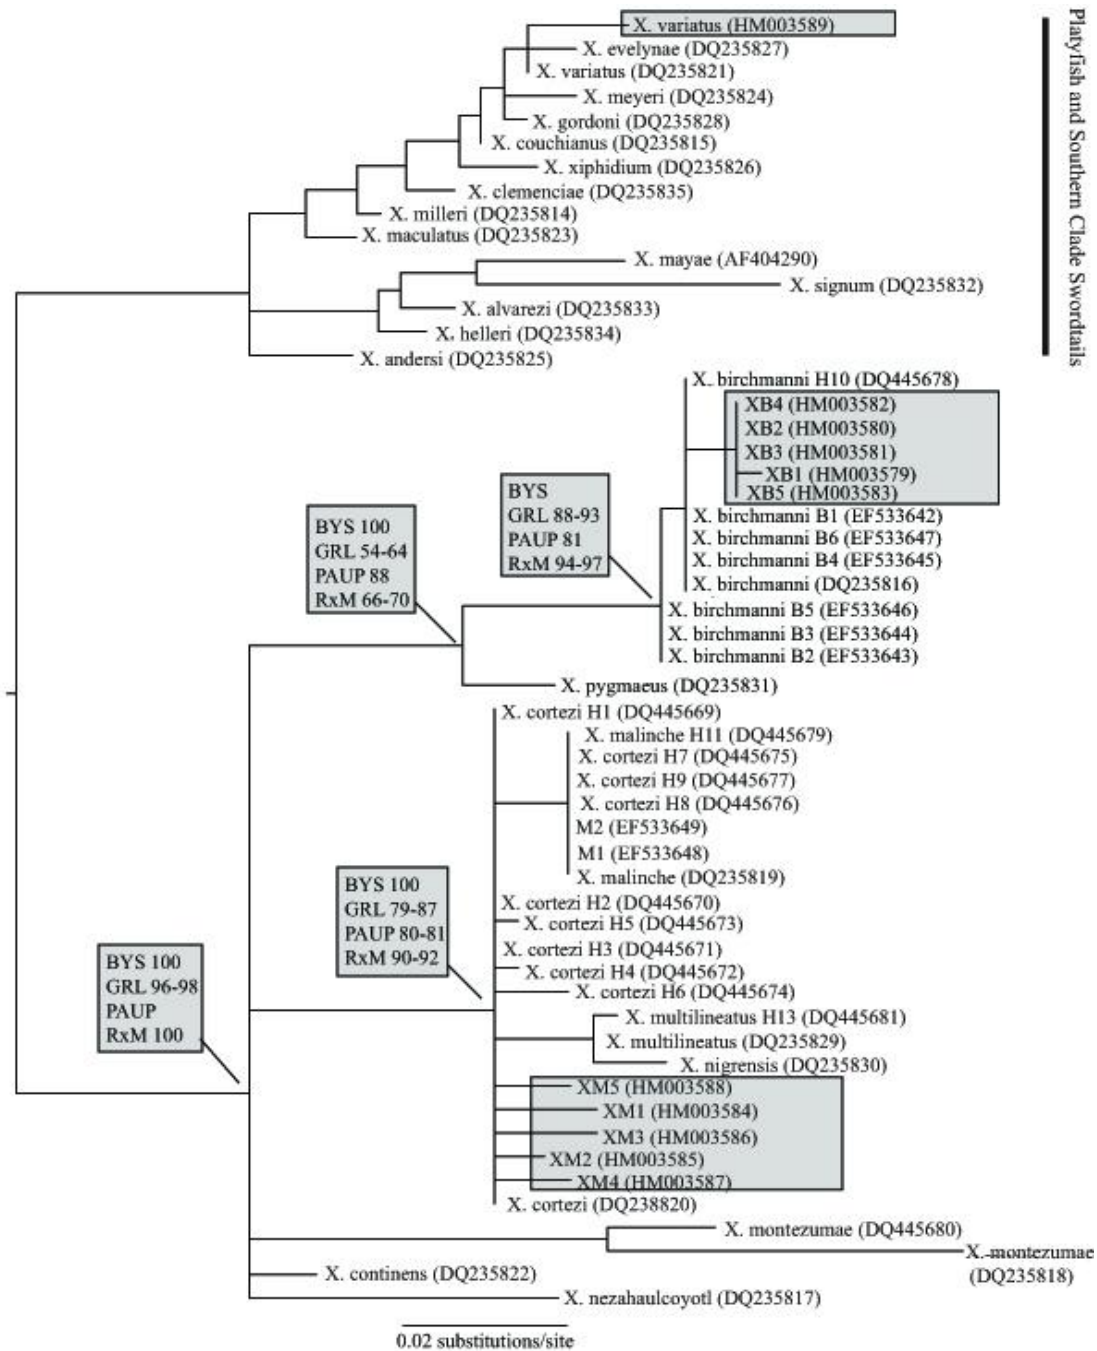 X. variatus (HM003589)
X. evelynae (DQ235827)
X. variatus (DQ235821)
X. meyeri (DQ235824)
X. gordoni (DQ235828)
X. couchianus (DQ235815)
X. xiphidium (DQ235826)
X. clemenciae (DQ235835)
X. milleri (DQ235814)
X. maculatus (DQ235823)
X. mayae (AF404290)
X. signum (DQ235832)
X. alvarezi (DQ235833)
X. helleri (DQ235834)
X. andersi (DQ235825)
Platyfish and Southern Clade Swordtails
X. birchmanni H10 (DQ445678)
XB4 (HM003582)
XB2 (HM003580)
XB3 (HM003581)
XB1 (HM003579)
XB5 (HM003583)
X. birchmanni B1 (EF533642)
X. birchmanni B6 (EF533647)
X. birchmanni B4 (EF533645)
X. birchmanni (DQ235816)
X. birchmanni B5 (EF533646)
X. birchmanni B3 (EF533644)
X. birchmanni B2 (EF533643)
BYS
GRL 88-93
PAUP 81
RxM 94-97
BYS 100
GRL 54-64
PAUP 88
RxM 66-70
X. pygmaeus (DQ235831)
X. cortezi H1 (DQ445669)
X. malinche H11 (DQ445679)
X. cortezi H7 (DQ445675)
X. cortezi H9 (DQ445677)
X. cortezi H8 (DQ445676)
M2 (EF533649)
M1 (EF533648)
X. malinche (DQ235819)
X. cortezi H2 (DQ445670)
X. cortezi H5 (DQ445673)
X. cortezi H3 (DQ445671)
X. cortezi H4 (DQ445672)
X. cortezi H6 (DQ445674)
BYS 100
GRL 79-87
PAUP 80-81
RxM 90-92
BYS 100
GRL 96-98
PAUP
RxM 100
X. multilineatus H13 (DQ445681)
X. multilineatus (DQ235829)
X. nigrensis (DQ235830)
XM5 (HM003588)
XM1 (HM003584)
XM3 (HM003586)
XM2 (HM003585)
XM4 (HM003587)
X. cortezi (DQ238820)
X. montezumae (DQ445680)
X. montezumae
(DQ235818)
X. continens (DQ235822)
X. nezahaulcoyotl (DQ235817)
0.02 substitutions/site